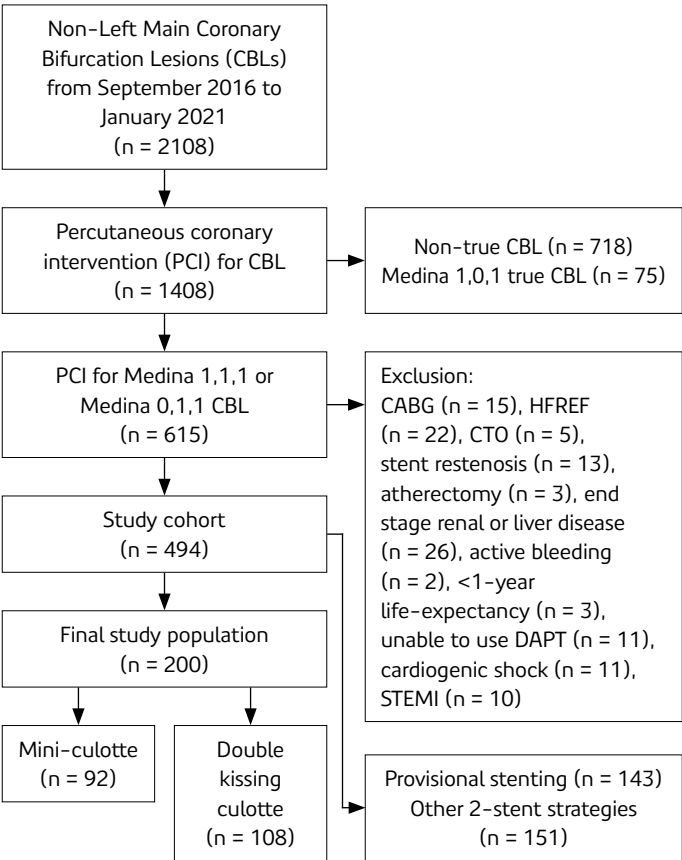 Non-Left Main Coronary
Bifurcation Lesions (CBLs)
from September 2016 to
January 2021
(n = 2108)
Percutaneous coronary
intervention (PCI) for CBL
(n = 1408)
Non-true CBL (n = 718)
Medina 1,0,1 true CBL (n = 75)
PCI for Medina 1,1,1 or
Medina 0,1,1 CBL
(n = 615)
Exclusion:
CABG (n = 15), HFREF
(n = 22), CTO (n = 5),
stent restenosis (n = 13),
atherectomy (n = 3), end
stage renal or liver disease
(n = 26), active bleeding
(n = 2), <1-year
life-expectancy (n = 3),
unable to use DAPT (n = 11),
cardiogenic shock (n = 11),
STEMI (n = 10)
Study cohort
(n = 494)
Final study population
(n = 200)
Mini-culotte
(n = 92)
Double
kissing
culotte
(n = 108)
Provisional stenting (n = 143)
Other 2-stent strategies
(n = 151)